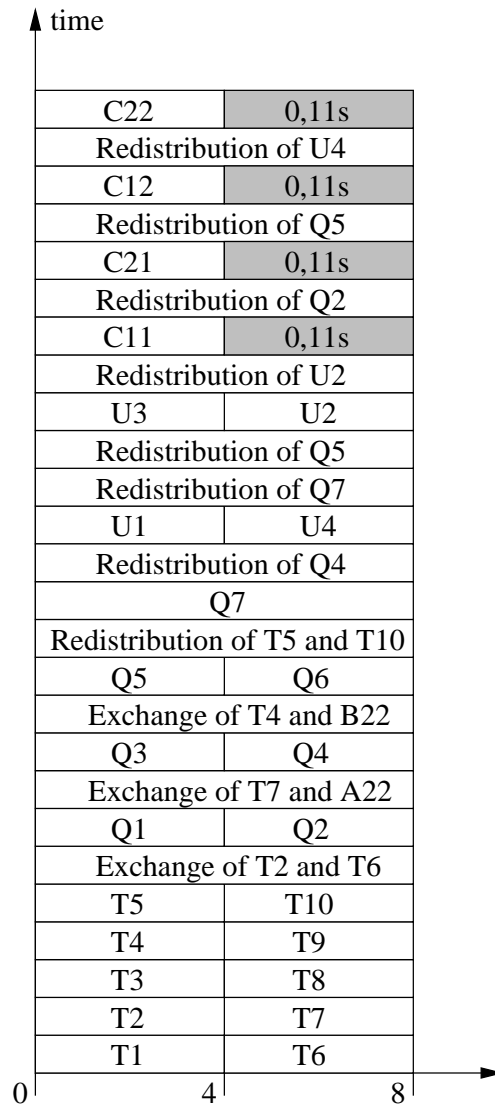 time
C22 0,11s
Redistribution of U4
C12 0,11s
Redistribution of Q5
C21 0,11s
Redistribution of Q2
C11 0,11s
Redistribution of U2
U3 U2
Redistribution of Q5
Redistribution of Q7
U1 U4
Redistribution of Q4
Q7
Redistribution of T5 and T10
Q5 Q6
Exchange of T4 and B22
Q3 Q4
Exchange of T7 and A22
Q1 Q2
Exchange of T2 and T6
T5 T10
T4 T9
T3 T8
T2 T7
T1 T6
0 4 8